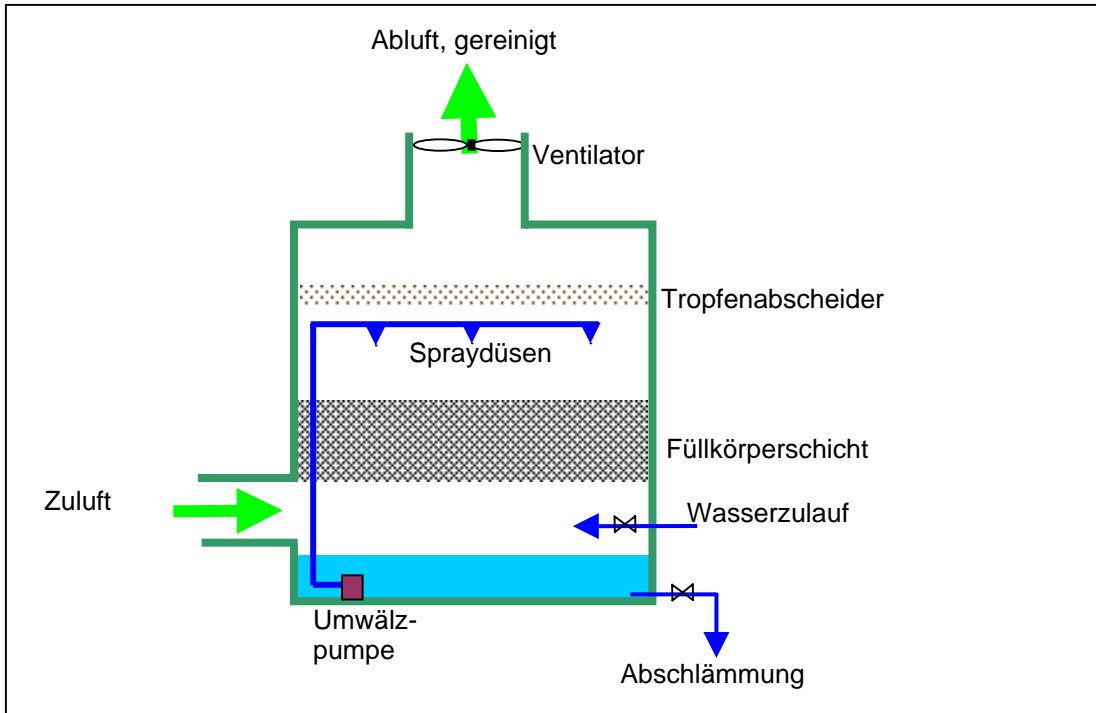 Abluft, gereinigt
Ventilator
Tropfenabscheider
Spraydüsen
Füllkörperschicht
Zuluft
Wasserzulauf
Umwälz-
pumpe
Abschlämmung